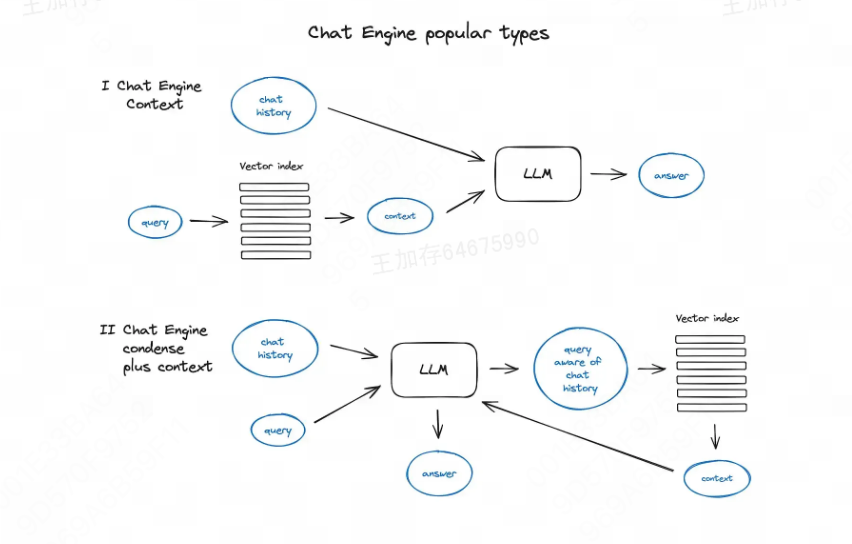 Chat Engine popular types
I Chat Engine
Context
chat
history
Vector index
query
context
LLM
answer
王加存64675990
II Chat Engine
condense
plus context
chat
history
query
LLM
answer
query
aware of
chat
history
Vector index
context